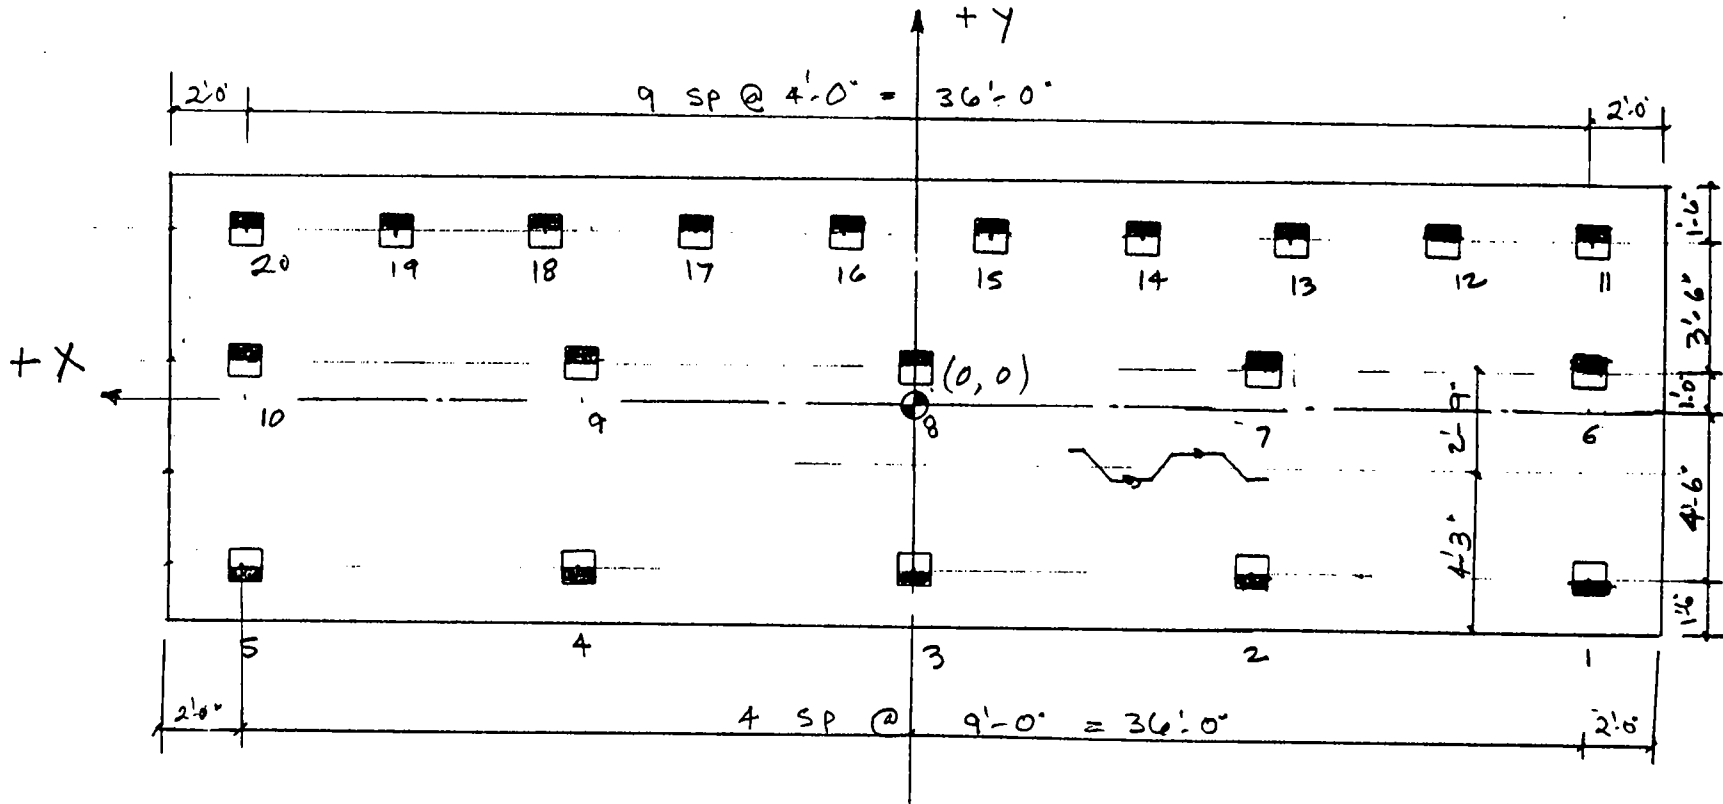 + Y
2'-0" 9 SP @ 4'-0" = 36'-0" 2'-0"
1'-6"
20 19 18 17 16 15 14 13 12 11
3'-6"
+ X
(0, 0)
1'-0"
10 9 8 7 6
2'-9"
4'-6"
4'-3"
1'-6"
5 4 3 2 1
2'-0" 4 SP @ 9'-0" = 36'-0" 2'-0"